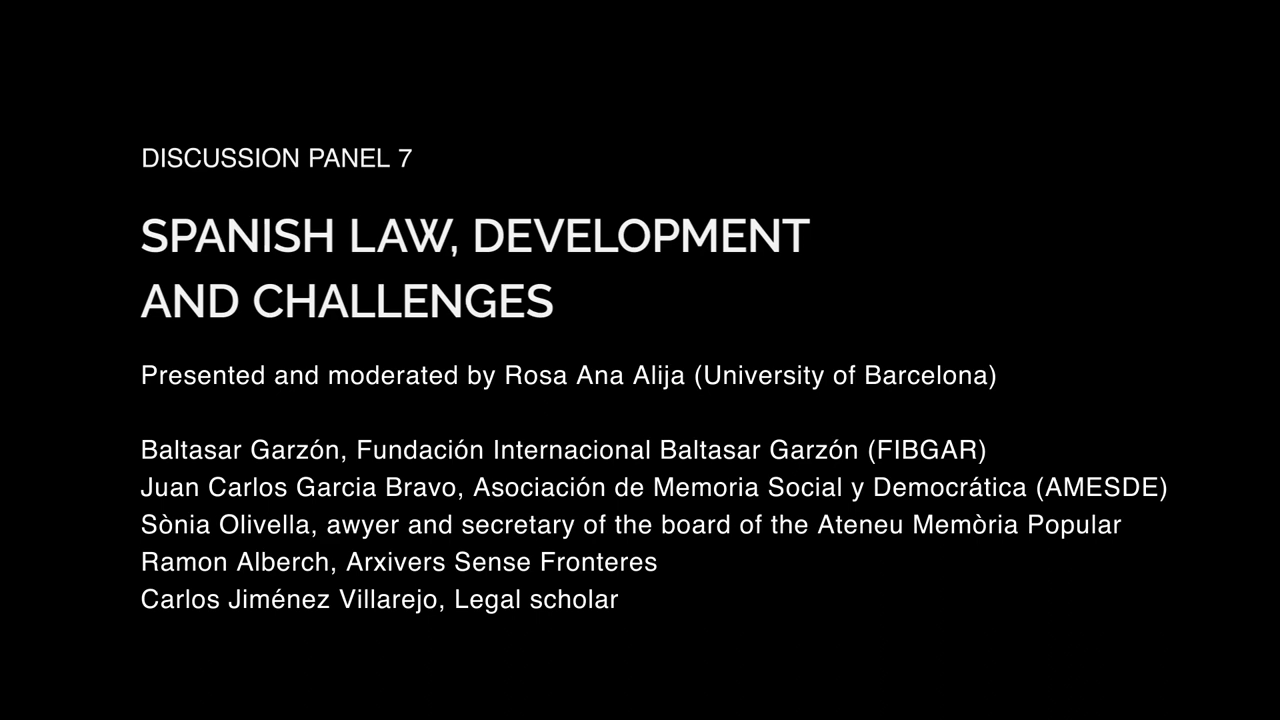 DISCUSSION PANEL 7
SPANISH LAW, DEVELOPMENT
AND CHALLENGES
Presented and moderated by Rosa Ana Alija (University of Barcelona)
Baltasar Garzón, Fundación Internacional Baltasar Garzón (FIBGAR)
Juan Carlos Garcia Bravo, Asociación de Memoria Social y Democrática (AMESDE)
Sònia Olivella, awyer and secretary of the board of the Ateneu Memòria Popular
Ramon Alberch, Arxivers Sense Fronteres
Carlos Jiménez Villarejo, Legal scholar